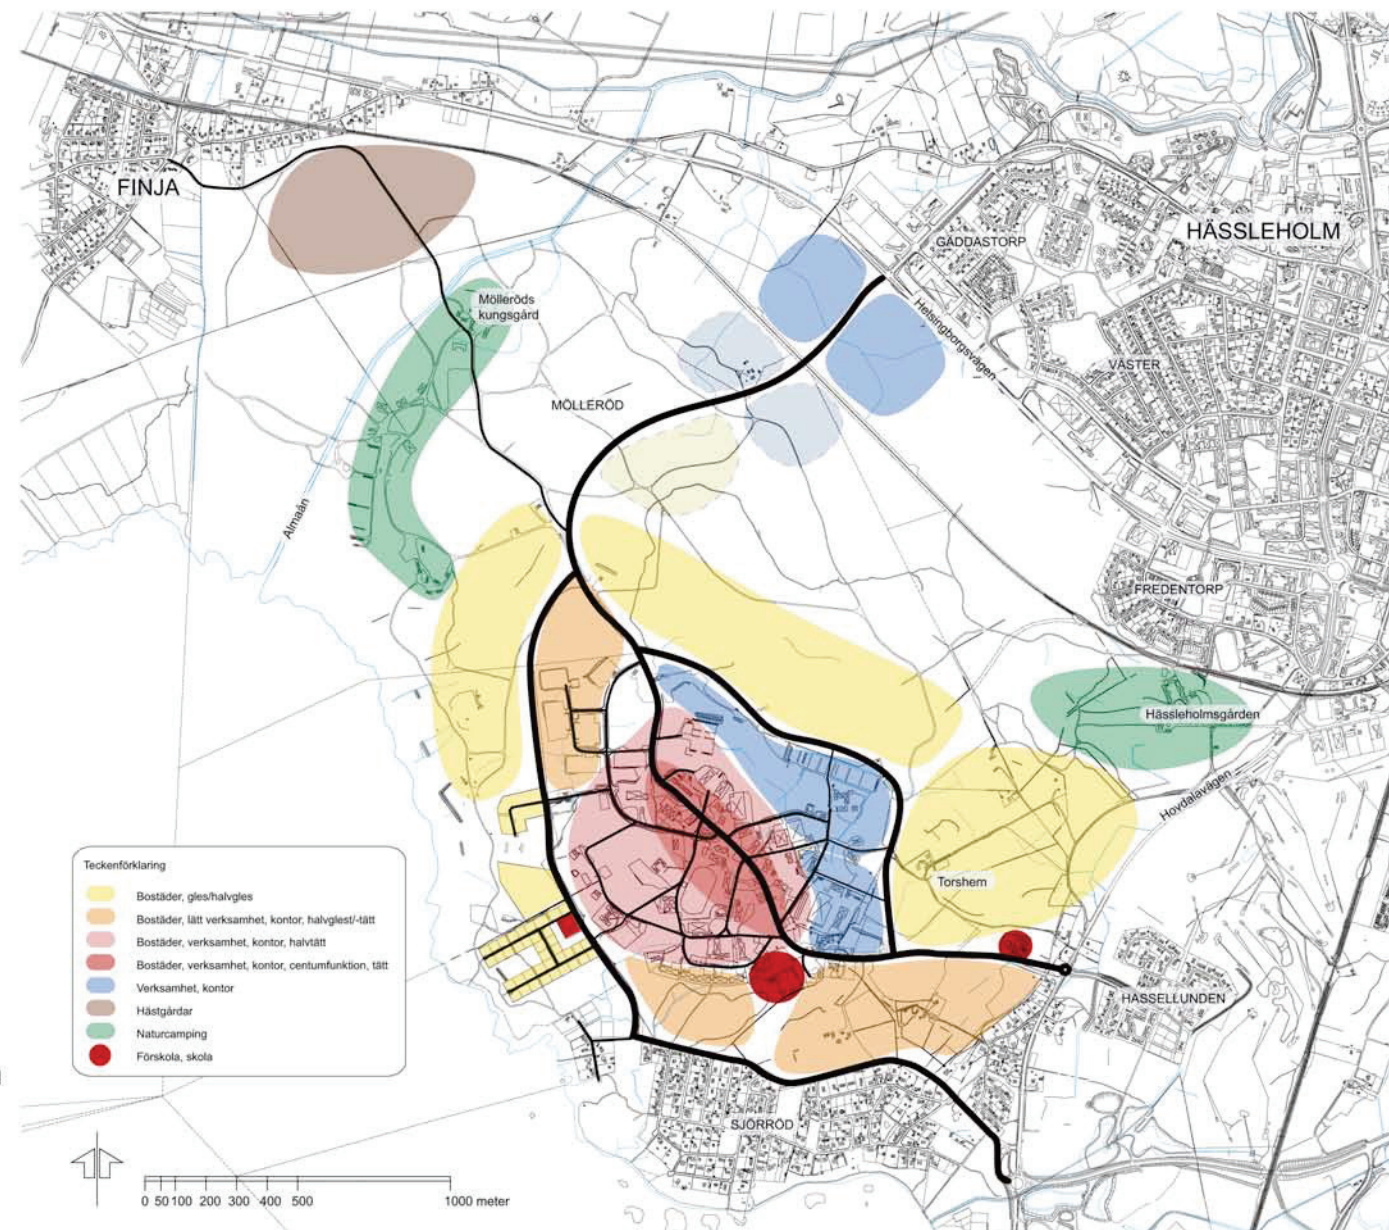 FINJA
HÄSSLEHOLM
GÄDDASTORP
Mölleröds
kungsgård
Helsingborgsvägen
VÄSTER
MÖLLERÖD
Almaån
FREDENTORP
Hässleholmsgården
Hovdalavägen
Torshem
HÄSSELLUNDEN
SJÖRRÖD
Teckenförklaring
Bostäder, gles/halvgles
Bostäder, lätt verksamhet, kontor, halvglest/-tätt
Bostäder, verksamhet, kontor, halvtätt
Bostäder, verksamhet, kontor, centumfunktion, tätt
Verksamhet, kontor
Hästgårdar
Naturcamping
Förskola, skola
0 50 100 200 300 400 500 1000 meter